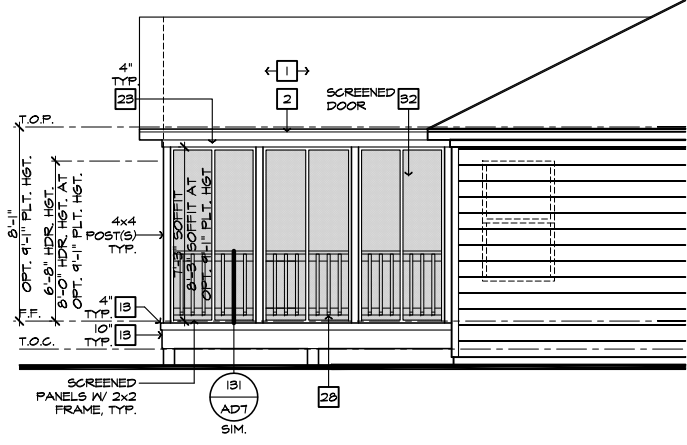 4"
TYP.
23
1
2
SCREENED
DOOR
32
T.O.P.
8'-1"
OPT. 9'-1" PLT. HGT.
6'-8" HDR. HGT.
8'-0" HDR. HGT. AT
OPT. 9'-1" PLT. HGT.
4x4
POST(S)
TYP.
7'-3" SOFFIT
8'-3" SOFFIT AT
OPT. 9'-1" PLT. HGT
4"
TYP.
13
F.F.
10"
TYP.
13
T.O.C.
SCREENED
PANELS W/ 2x2
FRAME, TYP.
131
AD7
SIM.
28